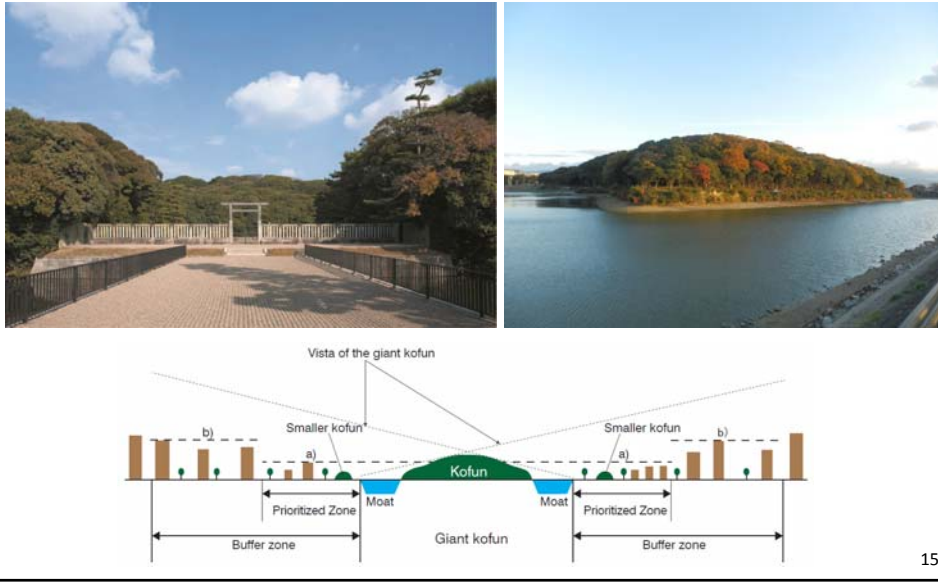 Vista of the giant kofun
b)
Smaller kofun
a)
Kofun
Smaller kofun
a)
b)
Moat
Moat
Prioritized Zone
Prioritized Zone
Buffer zone
Giant kofun
Buffer zone
15